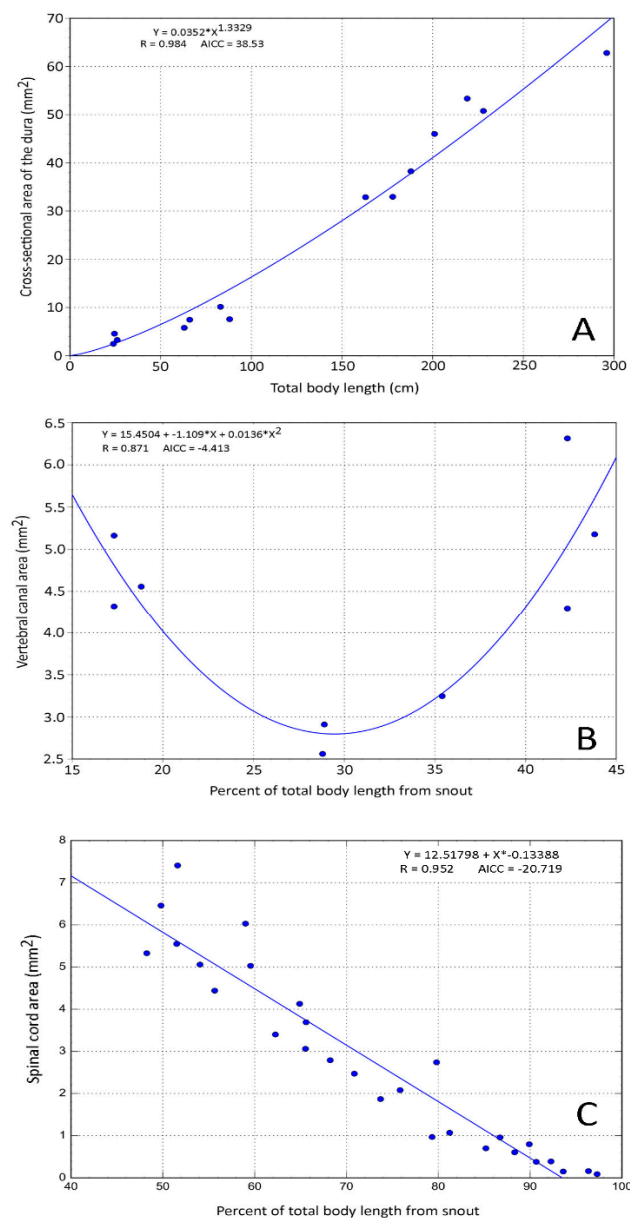 Y = 0.0352*X^1.3329
R = 0.984 AICC = 38.53
70
60
50
40
30
20
10
0
Cross-sectional area of the dura (mm²)
A
0 50 100 150 200 250 300
Total body length (cm)
Y = 15.4504 + -1.109*X + 0.0136*X²
R = 0.871 AICC = -4.413
6.5
6.0
5.5
5.0
4.5
4.0
3.5
3.0
2.5
Vertebral canal area (mm²)
B
15 20 25 30 35 40 45
Percent of total body length from snout
Y = 12.51798 + X*-0.13388
R = 0.952 AICC = -20.719
8
7
6
5
4
3
2
1
0
Spinal cord area (mm²)
C
40 50 60 70 80 90 100
Percent of total body length from snout